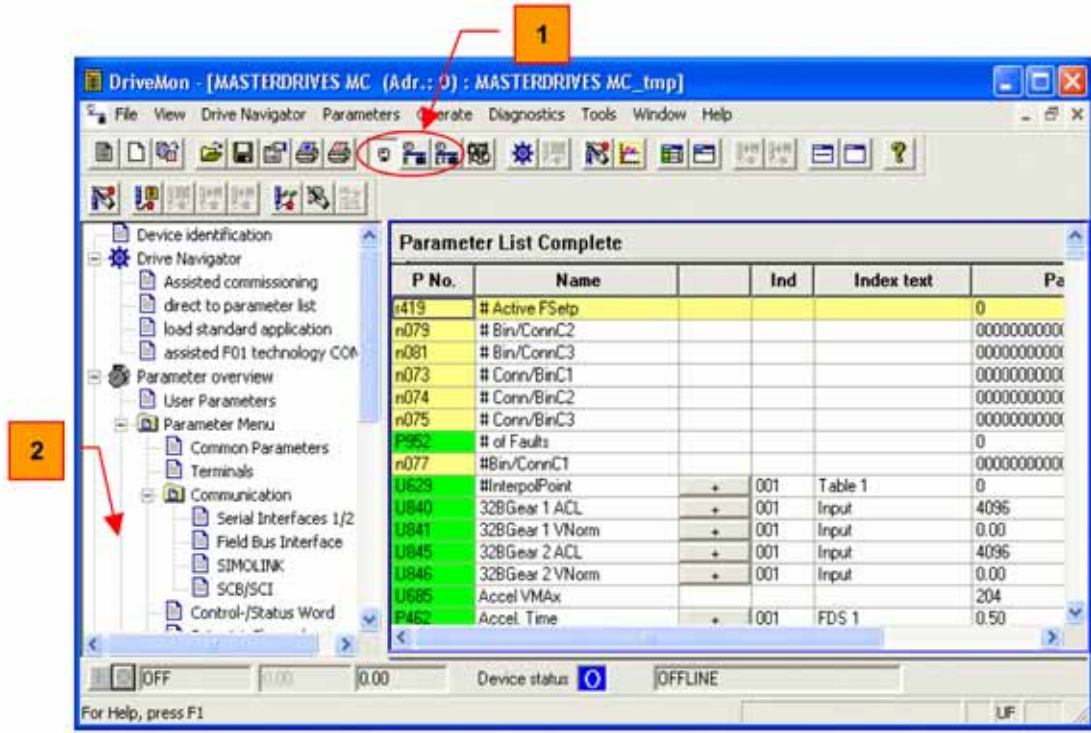 1
DriveMon - [MASTERDRIVES MC (Adr.: 0) : MASTERDRIVES MC_tmp]
File View Drive Navigator Parameters Operate Diagnostics Tools Window Help
Device identification
Drive Navigator
Assisted commissioning
direct to parameter list
load standard application
assisted F01 technology COM
Parameter overview
User Parameters
Parameter Menu
Common Parameters
Terminals
Communication
Serial Interfaces 1/2
Field Bus Interface
SIMOLINK
SCB/SCI
Control-/Status Word
2
Parameter List Complete
P No. Name Ind Index text Pa
r419 # Active FSetp 0
n079 # Bin/ConnC2 00000000000
n081 # Bin/ConnC3 00000000000
n073 # Conn/BinC1 00000000000
n074 # Conn/BinC2 00000000000
n075 # Conn/BinC3 00000000000
P952 # of Faults 0
n077 #Bin/ConnC1 00000000000
U629 #InterpolPoint + 001 Table 1 0
U840 32BGear 1 ACL + 001 Input 4096
U841 32BGear 1 VNorm + 001 Input 0.00
U845 32BGear 2 ACL + 001 Input 4096
U846 32BGear 2 VNorm + 001 Input 0.00
U685 Accel VMAx 204
P462 Accel. Time + 001 FDS 1 0.50
OFF 0.00 0.00 Device status O OFFLINE
For Help, press F1 UF